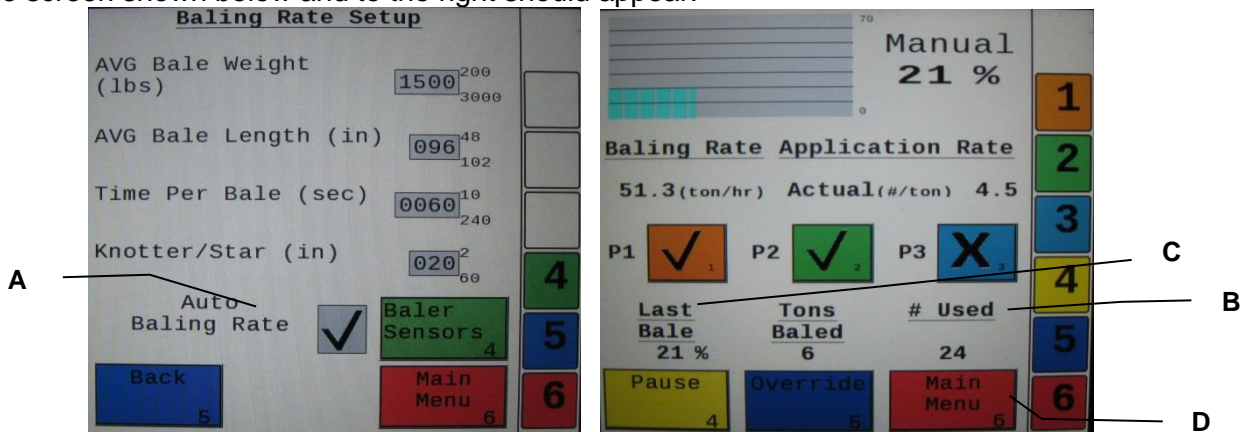 screen shown below and to the right should appear.
Baling Rate Setup
AVG Bale Weight
(lbs)
1500
200
3000
AVG Bale Length (in)
096
48
102
Time Per Bale (sec)
0060
10
240
Knotter/Star (in)
020
2
60
Auto
Baling Rate
Baler
Sensors
4
Back
5
Main
Menu
6
4
5
6
A
70
0
Manual
21 %
Baling Rate Application Rate
51.3(ton/hr) Actual(#/ton) 4.5
P1 1 P2 2 P3 X 3
Last
Bale
21 %
Tons
Baled
6
# Used
24
Pause
4
Override
5
Main
Menu
6
1
2
3
4
5
6
C
B
D